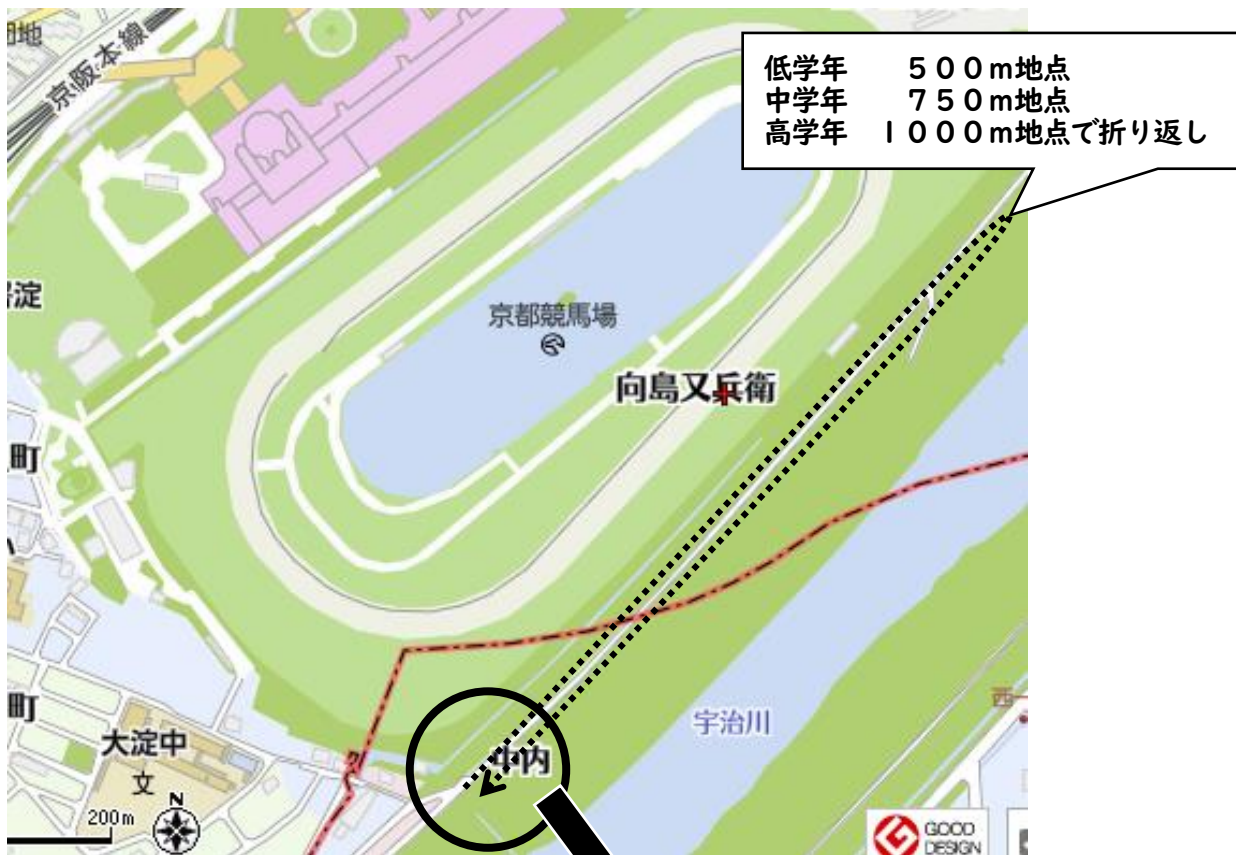 団地
京阪本線
低学年　　５００ｍ地点
中学年　　７５０ｍ地点
高学年　１０００ｍ地点で折り返し
淀
京都競馬場
向島又兵衛
町
町
大淀中
文
中内
宇治川
西
N
200m
GOOD
DESIGN